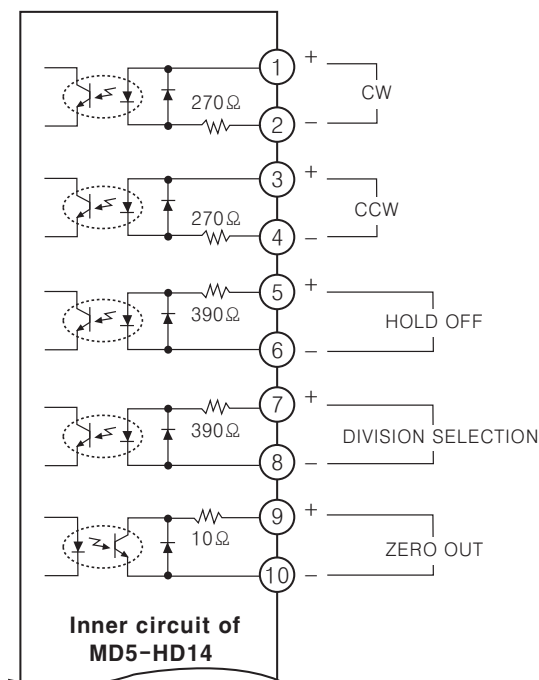 1 +
CW
270Ω
2 −
3 +
CCW
270Ω
4 −
5 +
390Ω
HOLD OFF
6 −
7 +
390Ω
DIVISION SELECTION
8 −
9 +
10Ω
ZERO OUT
10 −
Inner circuit of
MD5-HD14